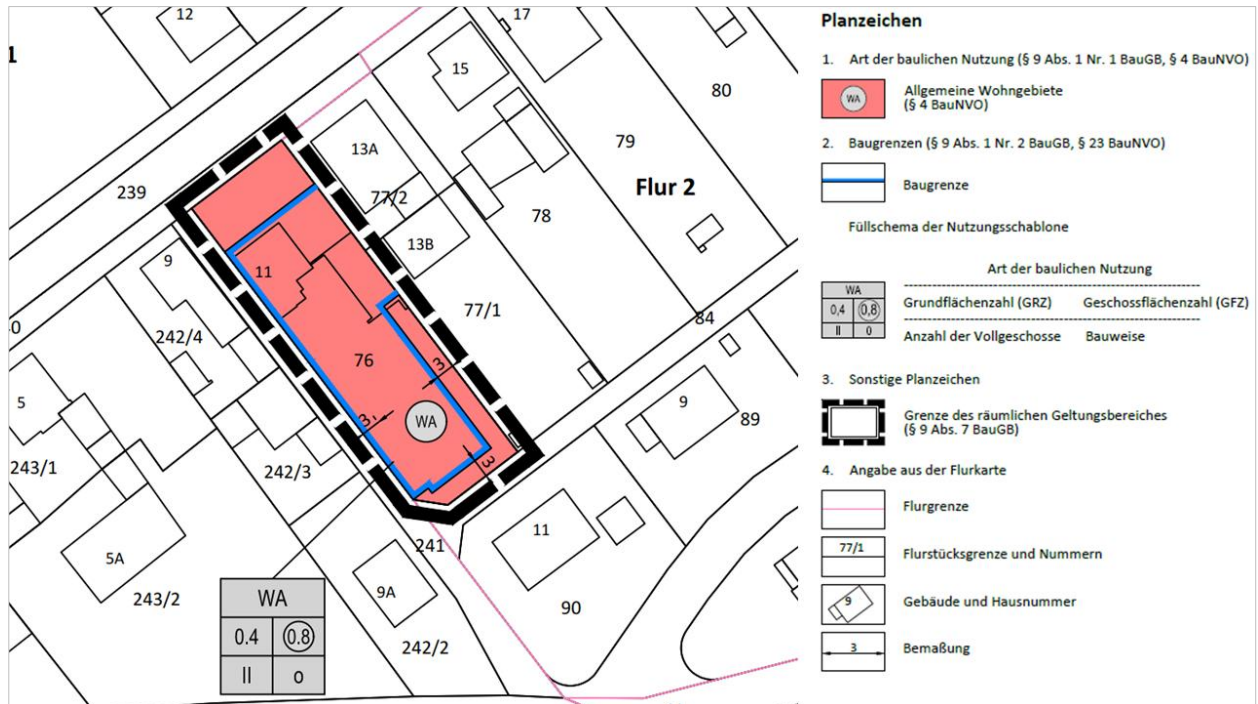 12
17
1
15
80
13A
79
239
77/2
Flur 2
78
9
13B
11
77/1
84
242/4
76
3
5
9
89
3
WA
243/1
242/3
3
11
241
5A
9A
243/2
90
WA
0.4 0.8
242/2
II o
Planzeichen
1. Art der baulichen Nutzung (§ 9 Abs. 1 Nr. 1 BauGB, § 4 BauNVO)
WA
Allgemeine Wohngebiete
(§ 4 BauNVO)
2. Baugrenzen (§ 9 Abs. 1 Nr. 2 BauGB, § 23 BauNVO)
Baugrenze
Füllschema der Nutzungsschablone
Art der baulichen Nutzung
WA
0,4 0,8
II o
Grundflächenzahl (GRZ) Geschossflächenzahl (GFZ)
Anzahl der Vollgeschosse Bauweise
3. Sonstige Planzeichen
Grenze des räumlichen Geltungsbereiches
(§ 9 Abs. 7 BauGB)
4. Angabe aus der Flurkarte
Flurgrenze
77/1
Flurstücksgrenze und Nummern
9
Gebäude und Hausnummer
3
Bemaßung